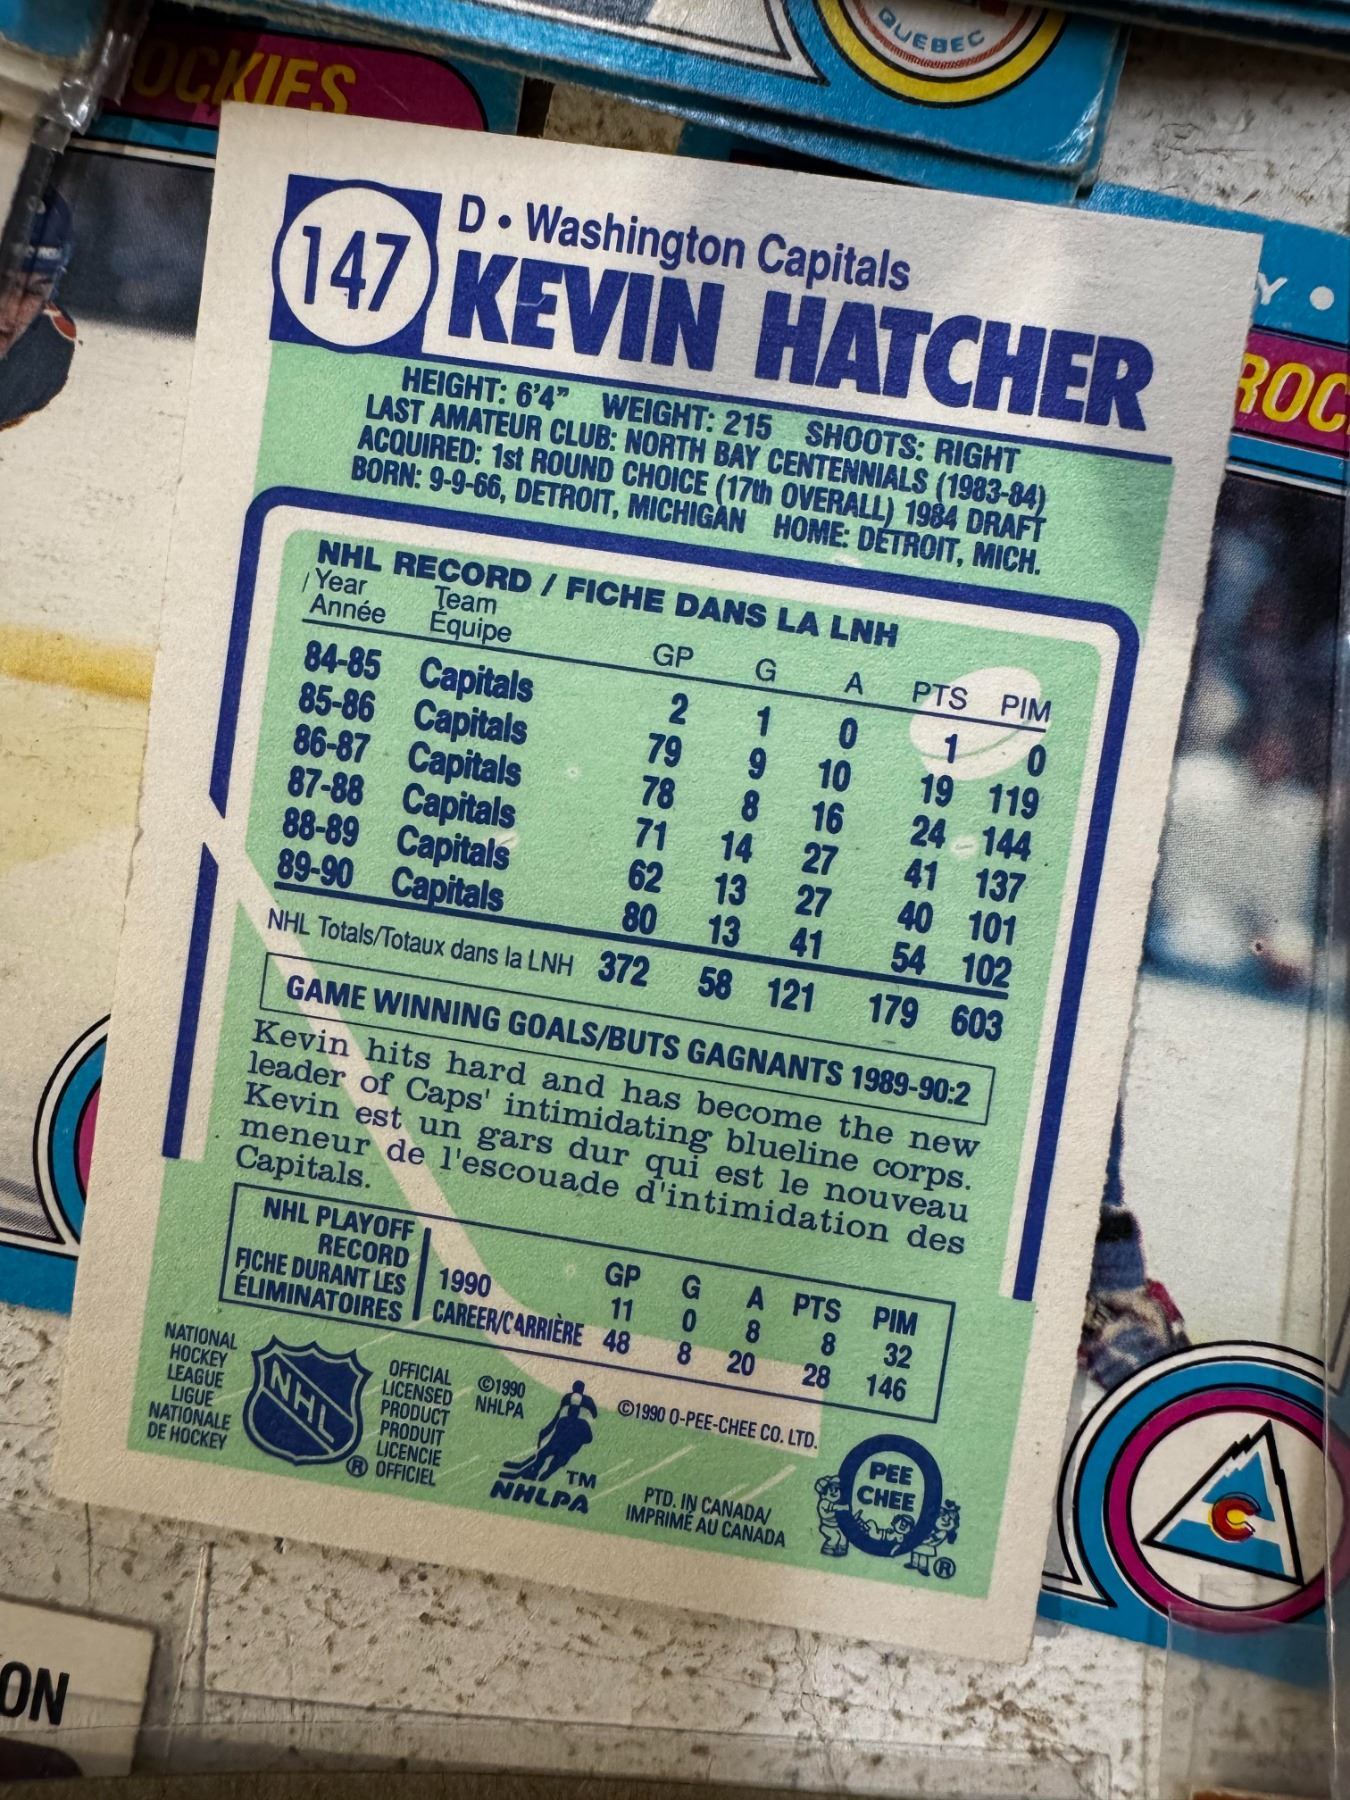 OCKIES
QUEBEC
Y •
ROC
147
D • Washington Capitals
KEVIN HATCHER
HEIGHT: 6'4" WEIGHT: 215 SHOOTS: RIGHT
LAST AMATEUR CLUB: NORTH BAY CENTENNIALS (1983-84)
ACQUIRED: 1st ROUND CHOICE (17th OVERALL) 1984 DRAFT
BORN: 9-9-66, DETROIT, MICHIGAN HOME: DETROIT, MICH.
NHL RECORD / FICHE DANS LA LNH
Year Team
Année Équipe GP G A PTS PIM
84-85 Capitals 2 1 0 1 0
85-86 Capitals 79 9 10 19 119
86-87 Capitals 78 8 16 24 144
87-88 Capitals 71 14 27 41 137
88-89 Capitals 62 13 27 40 101
89-90 Capitals 80 13 41 54 102
NHL Totals/Totaux dans la LNH 372 58 121 179 603
GAME WINNING GOALS/BUTS GAGNANTS 1989-90:2
Kevin hits hard and has become the new
leader of Caps' intimidating blueline corps.
Kevin est un gars dur qui est le nouveau
meneur de l'escouade d'intimidation des
Capitals.
NHL PLAYOFF
RECORD
FICHE DURANT LES
ÉLIMINATOIRES
GP G A PTS PIM
1990 11 0 8 8 32
CAREER/CARRIÈRE 48 8 20 28 146
NATIONAL
HOCKEY
LEAGUE
LIGUE
NATIONALE
DE HOCKEY
NHL
®
OFFICIAL
LICENSED
PRODUCT
PRODUIT
LICENCIE
OFFICIEL
©1990
NHLPA
TM
NHLPA
©1990 O-PEE-CHEE CO. LTD.
PTD. IN CANADA/
IMPRIMÉ AU CANADA
O
PEE
CHEE
®
C
ON